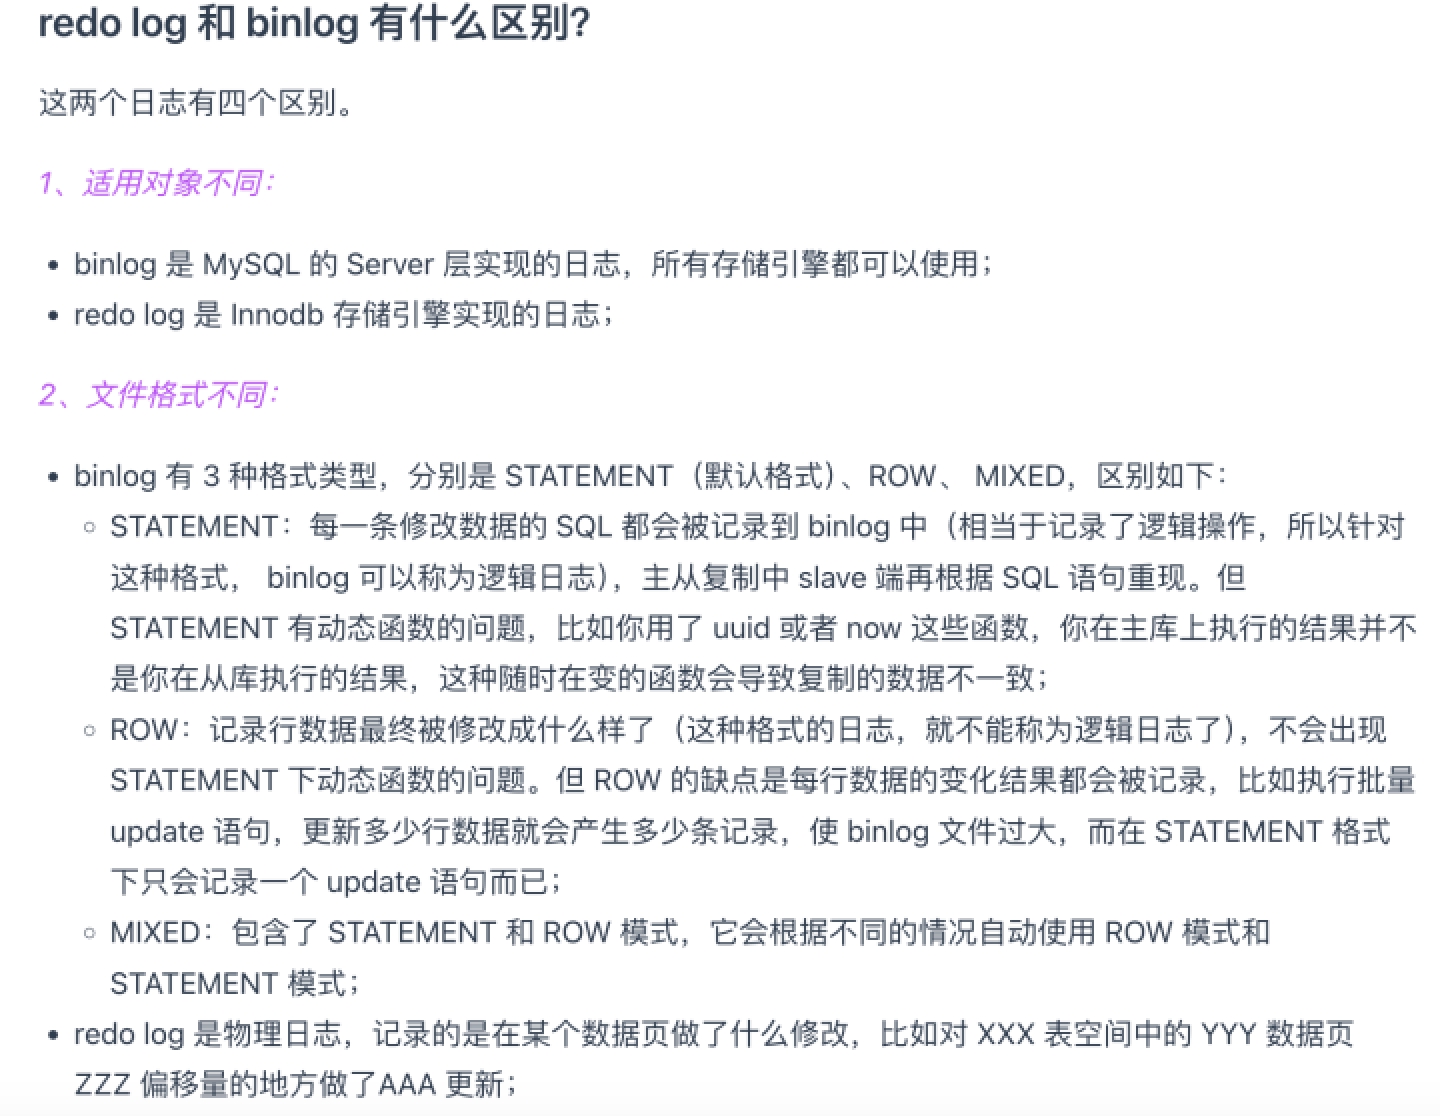 redo log 和 binlog 有什么区别?
这两个日志有四个区别。
1、适用对象不同：
• binlog 是 MySQL 的 Server 层实现的日志，所有存储引擎都可以使用；
• redo log 是 Innodb 存储引擎实现的日志；
2、文件格式不同：
• binlog 有 3 种格式类型，分别是 STATEMENT（默认格式）、ROW、 MIXED，区别如下：
◦ STATEMENT：每一条修改数据的 SQL 都会被记录到 binlog 中（相当于记录了逻辑操作，所以针对
这种格式， binlog 可以称为逻辑日志），主从复制中 slave 端再根据 SQL 语句重现。但
STATEMENT 有动态函数的问题，比如你用了 uuid 或者 now 这些函数，你在主库上执行的结果并不
是你在从库执行的结果，这种随时在变的函数会导致复制的数据不一致；
◦ ROW：记录行数据最终被修改成什么样了（这种格式的日志，就不能称为逻辑日志了），不会出现
STATEMENT 下动态函数的问题。但 ROW 的缺点是每行数据的变化结果都会被记录，比如执行批量
update 语句，更新多少行数据就会产生多少条记录，使 binlog 文件过大，而在 STATEMENT 格式
下只会记录一个 update 语句而已；
◦ MIXED：包含了 STATEMENT 和 ROW 模式，它会根据不同的情况自动使用 ROW 模式和
STATEMENT 模式；
• redo log 是物理日志，记录的是在某个数据页做了什么修改，比如对 XXX 表空间中的 YYY 数据页
ZZZ 偏移量的地方做了AAA 更新；